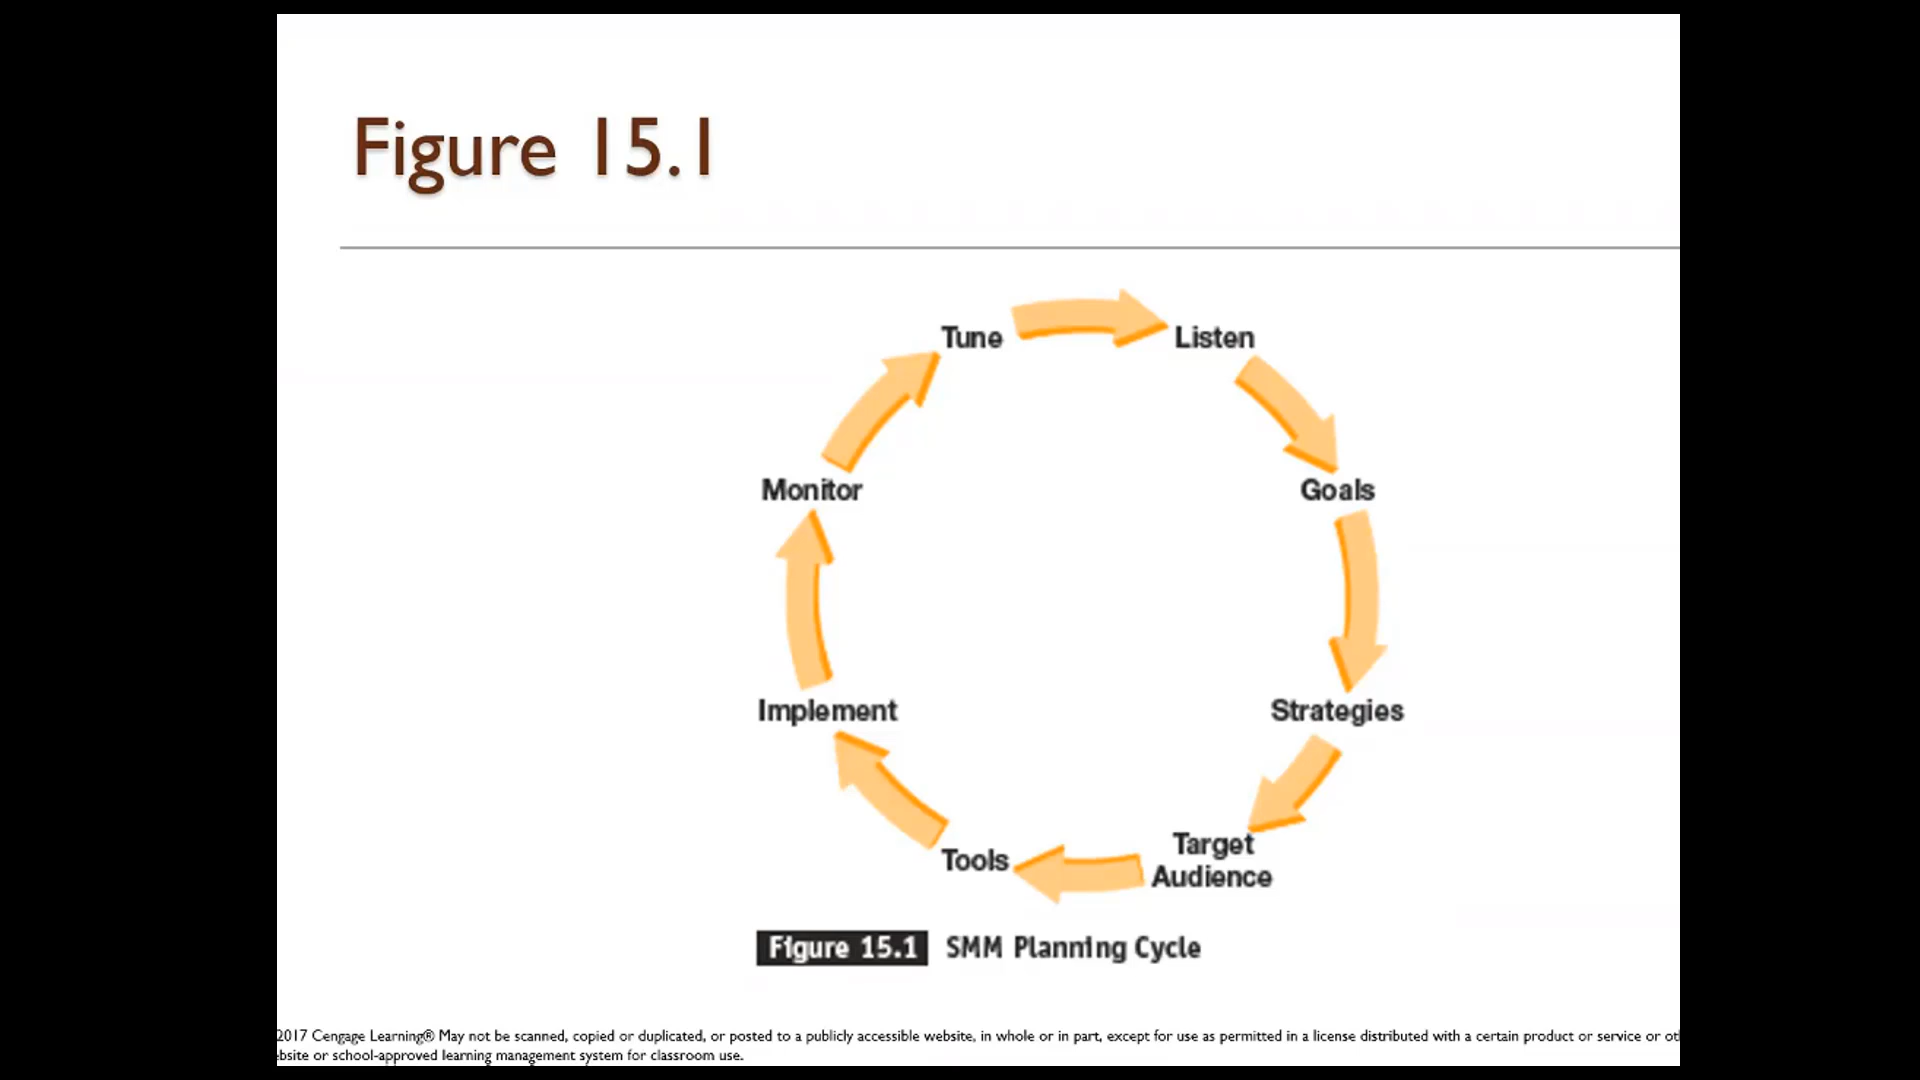 Figure 15.1
Tune
Listen
Monitor
Goals
Implement
Strategies
Tools
Target
Audience
Figure 15.1 SMM Planning Cycle
2017 Cengage Learning® May not be scanned, copied or duplicated, or posted to a publicly accessible website, in whole or in part, except for use as permitted in a license distributed with a certain product or service or
or school-approved learning management system for classroom use.